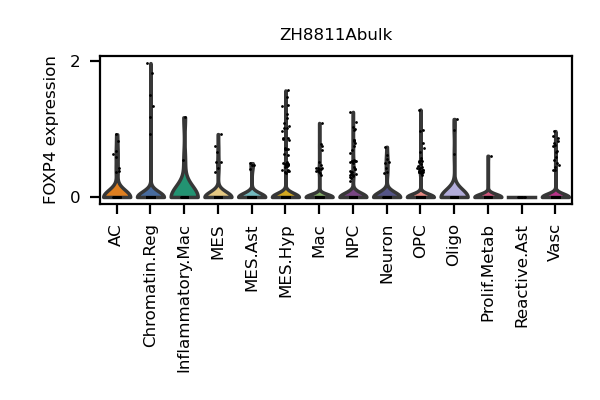 ZH8811Abulk
FOXP4 expression
2
0
AC
Chromatin.Reg
Inflammatory.Mac
MES
MES.Ast
MES.Hyp
Mac
NPC
Neuron
OPC
Oligo
Prolif.Metab
Reactive.Ast
Vasc